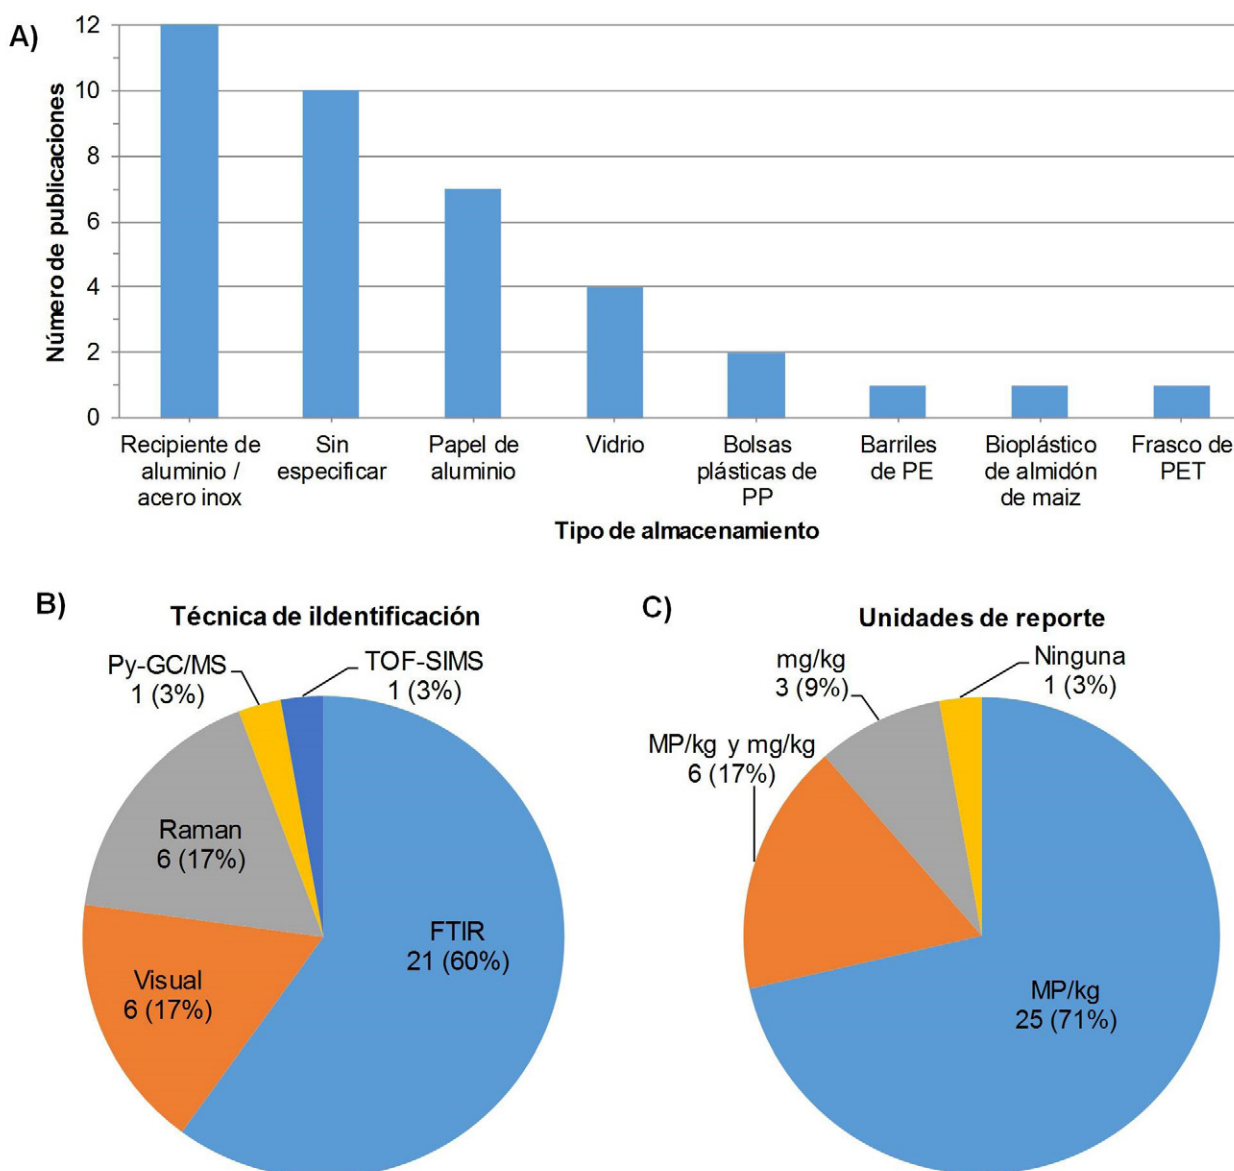 A)
Número de publicaciones
12
10
8
6
4
2
0
Recipiente de
aluminio /
acero inox
Sin
especificar
Papel de
aluminio
Vidrio
Bolsas
plásticas de
PP
Barriles
de PE
Bioplástico
de almidón
de maiz
Frasco de
PET
Tipo de almacenamiento
B)
Técnica de iIdentificación
Py-GC/MS
1 (3%)
TOF-SIMS
1 (3%)
Raman
6 (17%)
FTIR
21 (60%)
Visual
6 (17%)
C)
Unidades de reporte
mg/kg
3 (9%)
Ninguna
1 (3%)
MP/kg y mg/kg
6 (17%)
MP/kg
25 (71%)